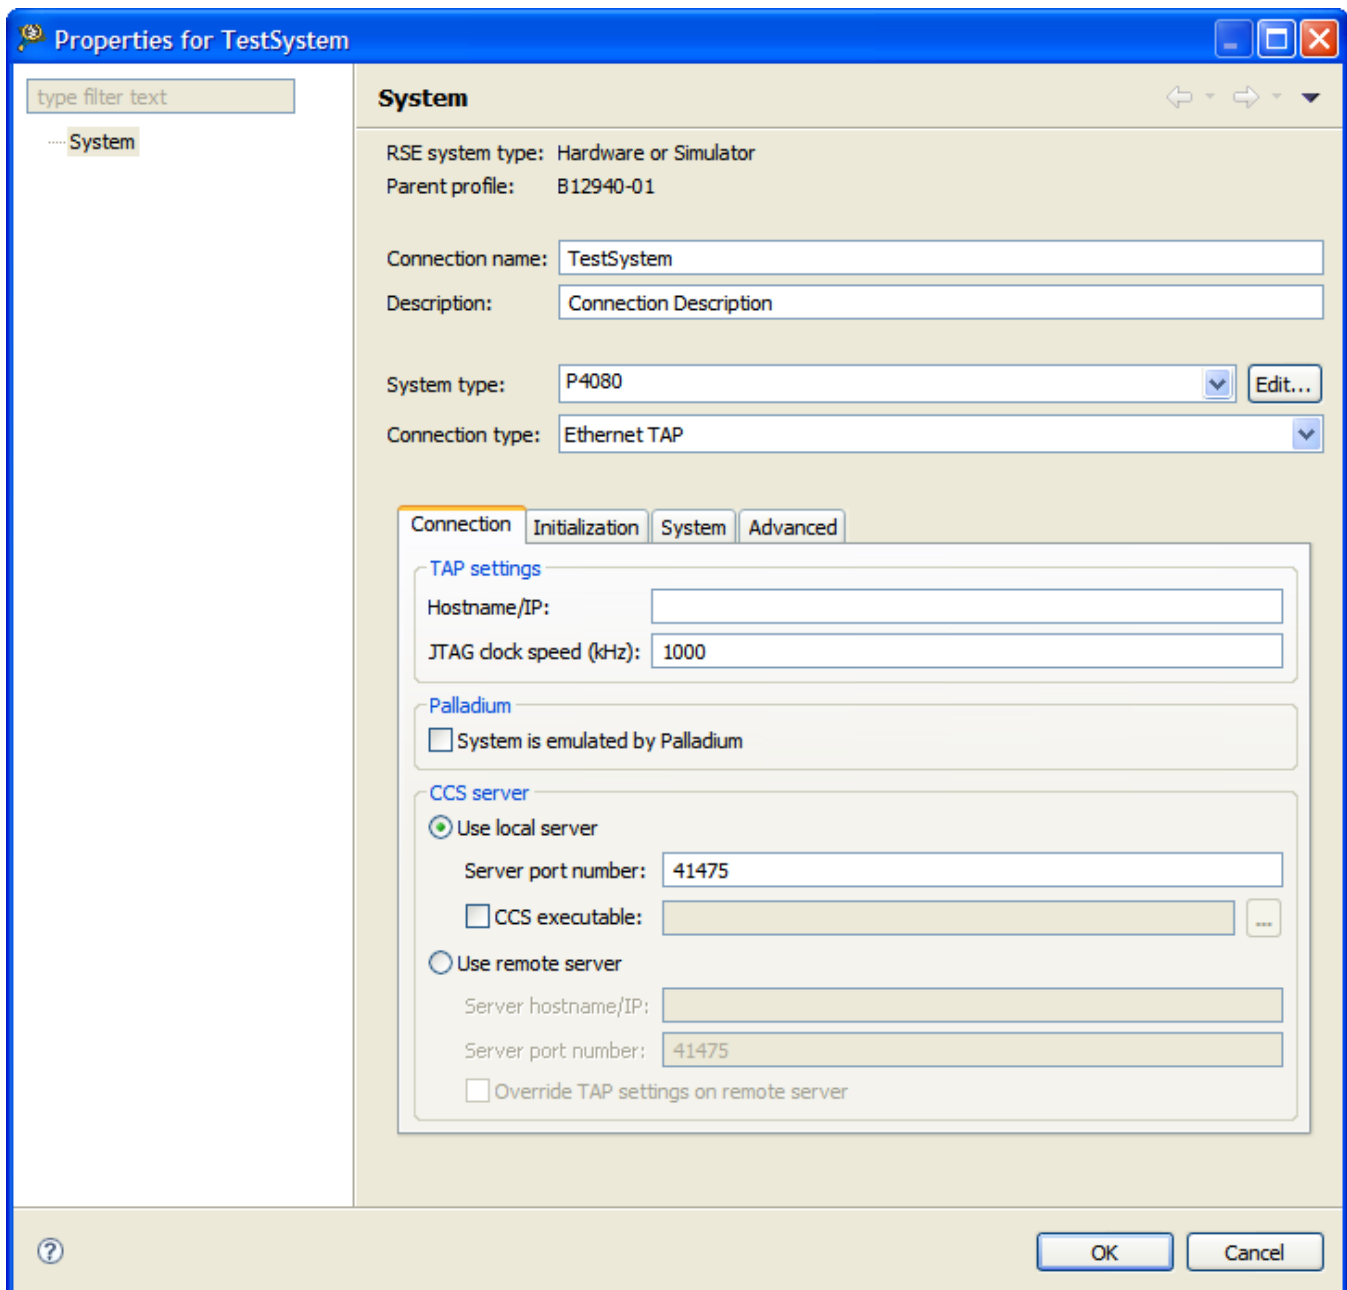 Properties for TestSystem
type filter text
System
System
RSE system type: Hardware or Simulator
Parent profile: B12940-01
Connection name: TestSystem
Description: Connection Description
System type: P4080 Edit...
Connection type: Ethernet TAP
Connection Initialization System Advanced
TAP settings
Hostname/IP:
JTAG clock speed (kHz): 1000
Palladium
System is emulated by Palladium
CCS server
Use local server
Server port number: 41475
CCS executable: ...
Use remote server
Server hostname/IP:
Server port number: 41475
Override TAP settings on remote server
? OK Cancel